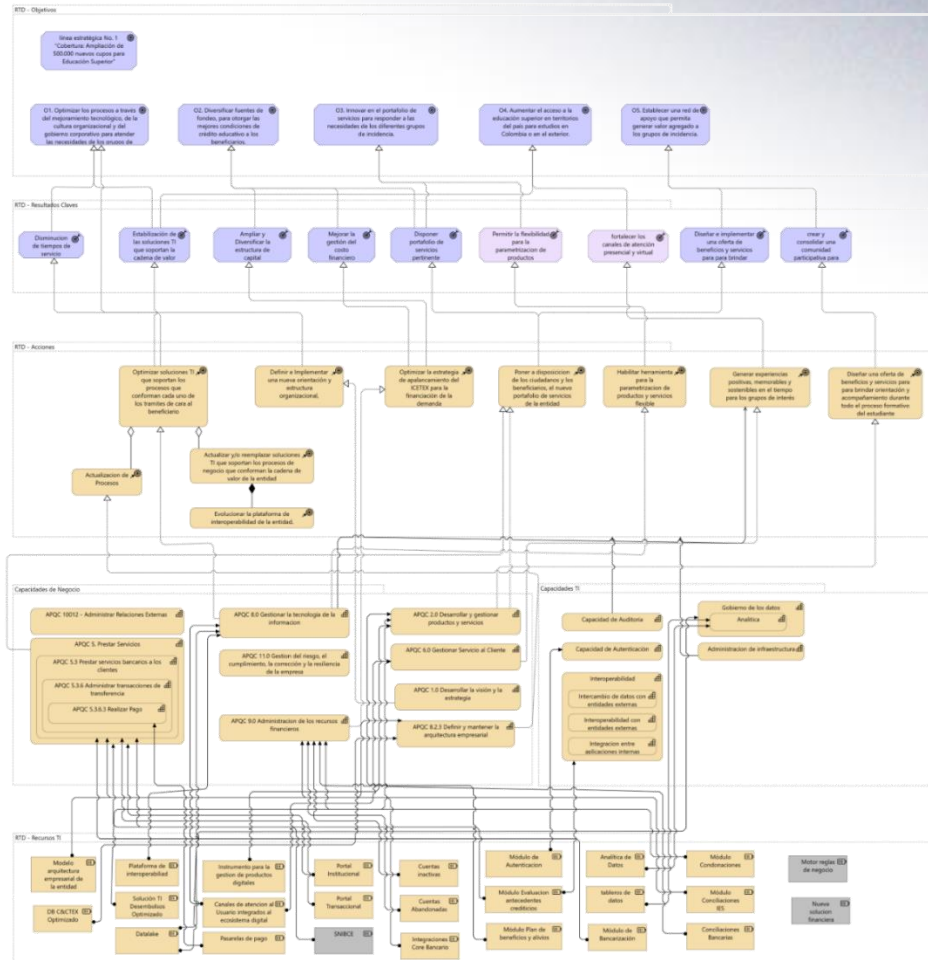 RTD - Objetivos
línea estratégica No. 1
"Cobertura: Ampliación de
500.000 nuevos cupos para
Educación Superior"
O1. Optimizar los procesos a través
del mejoramiento tecnológico, de la
cultura organizacional y del
gobierno corporativo para atender
las necesidades de los grupos de
O2. Diversificar fuentes de
fondeo, para otorgar las
mejores condiciones de
crédito educativo a los
beneficiarios.
O3. Innovar en el portafolio de
servicios para responder a las
necesidades de los diferentes grupos
de incidencia.
O4. Aumentar el acceso a la
educación superior en territorios
del país para estudios en
Colombia o en el exterior.
O5. Establecer una red de
apoyo que permita
generar valor agregado a
los grupos de incidencia.
RTD - Resultados Claves
Disminucion
de tiempos de
servicio
Estabilización de
las soluciones TI
que soportan la
cadena de valor
Ampliar y
Diversificar la
estructura de
capital
Mejorar la
gestión del
costo
financiero
Disponer
portafolio de
servicios
pertinente
Permitir la flexibilidad
para la
parametrizacion de
productos
fortalecer los
canales de atención
presencial y virtual
Diseñar e implementar
una oferta de
beneficios y servicios
para para brindar
crear y
consolidar una
comunidad
participativa para
RTD - Acciones
Optimizar soluciones TI
que soportan los
procesos que
conforman cada uno de
los tramites de cara al
beneficiario
Definir e Implementar
una nueva orientación y
estructura
organizacional.
Optimizar la estrategia
de apalancamiento del
ICETEX para la
financiación de la
demanda
Poner a disposicion de
los ciudadanos y los
beneficiarios, el nuevo
portafolio de servicios
de la entidad
Habilitar herramienta
para la
parametrizacion de
productos y servicios
flexible
Generar experiencias
positivas, memorables y
sostenibles en el tiempo
para los grupos de interés
Diseñar una oferta de
beneficios y servicios para
para brindar orientación y
acompañamiento durante
todo el proceso formativo
del estudiante
Actualizar y/o reemplazar soluciones
TI que soportan los procesos de
negocio que conforman la cadena de
valor de la entidad
Actualizacion de
Procesos
Evolucionar la plataforma de
interoperabilidad de la entidad.
Capacidades de Negocio
Capacidades TI
APQC 10012 - Administrar Relaciones Externas
APQC 8.0 Gestionar la tecnología de la
informacion
APQC 2.0 Desarrollar y gestionar
productos y servicios
Capacidad de Auditoria
Gobierno de los datos
Analitica
APQC 5. Prestar Servicios
APQC 5.3 Prestar servicios bancarios a los
clientes
APQC 5.3.6 Administrar transacciones de
transferencia
APQC 5.3.6.3 Realizar Pago
APQC 11.0 Gestion del riesgo, el
cumplimiento, la corrección y la resiliencia
de la empresa
APQC 6.0 Gestionar Servicio al Cliente
Capacidad de Autenticación
Administracion de infraestructura
APQC 1.0 Desarrollar la visión y la
estrategia
APQC 9.0 Administracion de los recursos
financieros
APQC 8.2.3 Definir y mantener la
arquitectura empresarial
Interoperabilidad
Intercambio de datos con
entidades externas
Interoperabilidad con
entidades externas
Integracion entre
aplicaciones internas
RTD - Recursos TI
Modelo
arquitectura
empresarial de
la entidad
Plataforma de
interoperabiliad
Instrumento para la
gestion de productos
digitales
Portal
Institucional
Cuentas
inactivas
Módulo de
Autenticacion
Analítica de
Datos
Módulo
Condonaciones
Motor reglas
de negocio
DB C&CTEX
Optimizado
Solución TI
Desembolsos
Optimizado
Canales de atencion al
Usuario integrados al
ecosistema digital
Portal
Transaccional
Cuentas
Abandonadas
Módulo Evaluacion
antecedentes
crediticios
tableros de
datos
Módulo
Conciliaciones
IES
Nueva
solucion
financiera
Datalake
Pasarelas de pago
Integraciones
Core Bancario
Módulo Plan de
beneficios y alivios
Módulo de
Bancarización
Conciliaciones
Bancarias